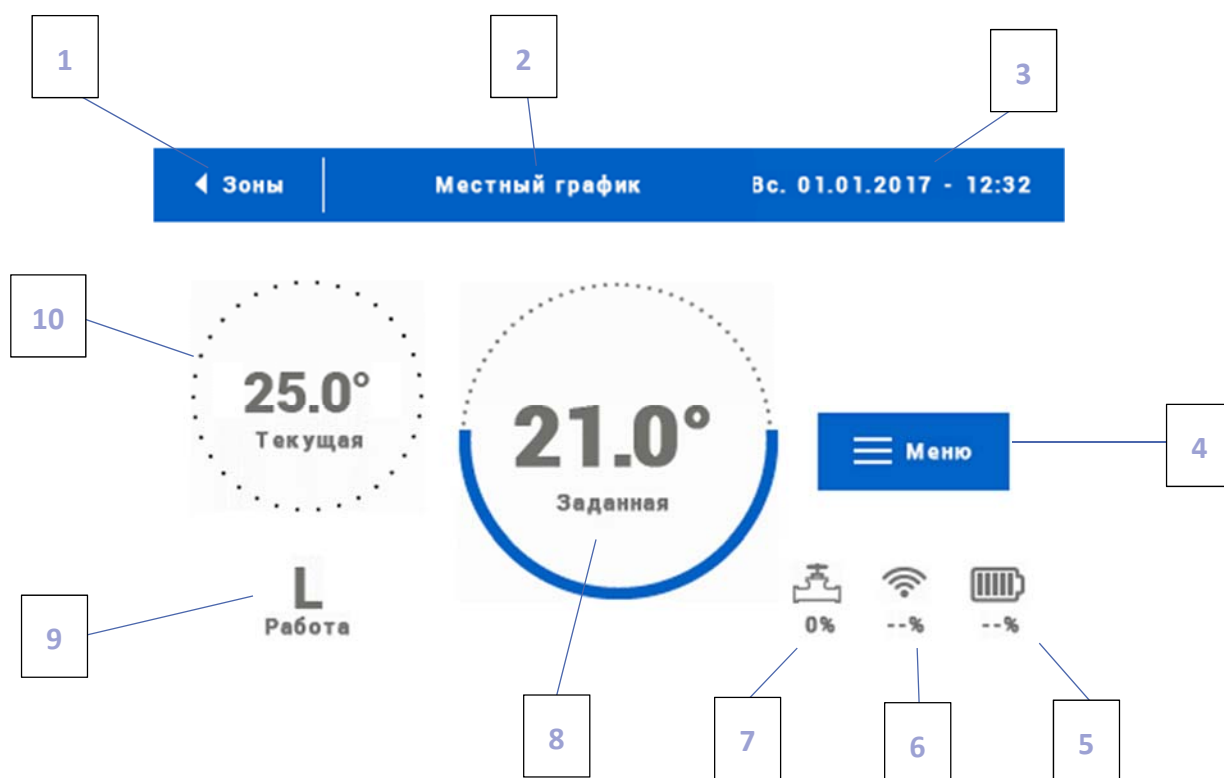 1
2
3
Зоны
Местный график
Вс. 01.01.2017 - 12:32
10
25.0°
Текущая
21.0°
Заданная
Меню
4
L
Работа
0%
--%
--%
9
8
7
6
5